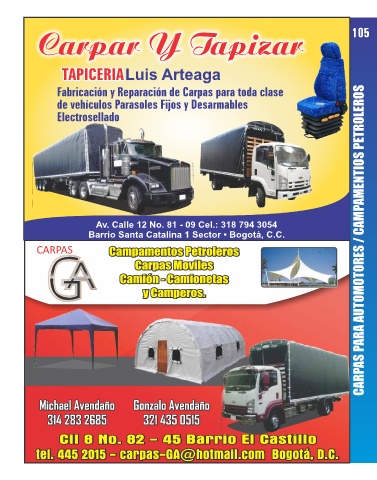 105
CARPAS PARA AUTOMOTORES / CAMPAMENTIOS PETROLEROS
Carpar Y Tapizar
TAPICERIA Luis Arteaga
Fabricación y Reparación de Carpas para toda clase
de vehículos Parasoles Fijos y Desarmables
Electrosellado
Av. Calle 12 No. 81 - 09 Cel.: 318 794 3054
Barrio Santa Catalina 1 Sector • Bogotá, C.C.
CARPAS
GA
Campamentos Petroleros
Carpas Moviles
Camión - Camionetas
y Camperos.
Michael Avendaño
314 283 2685
Gonzalo Avendaño
321 435 0515
Cll 8 No. 82 - 45 Barrio El Castillo
tel. 445 2015 - carpas-GA@hotmail.com Bogotá, D.C.